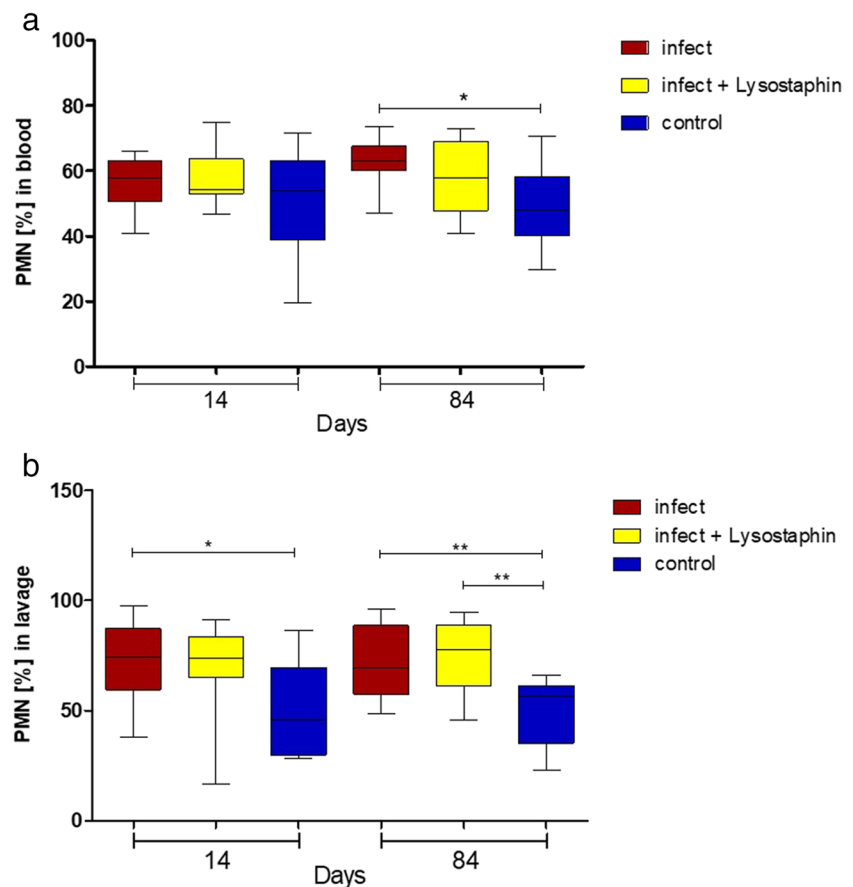 a
100
80
60
40
20
0
PMN [%] in blood
*
14
84
Days
infect
infect + Lysostaphin
control
b
150
100
50
0
PMN [%] in lavage
*
**
**
14
84
Days
infect
infect + Lysostaphin
control